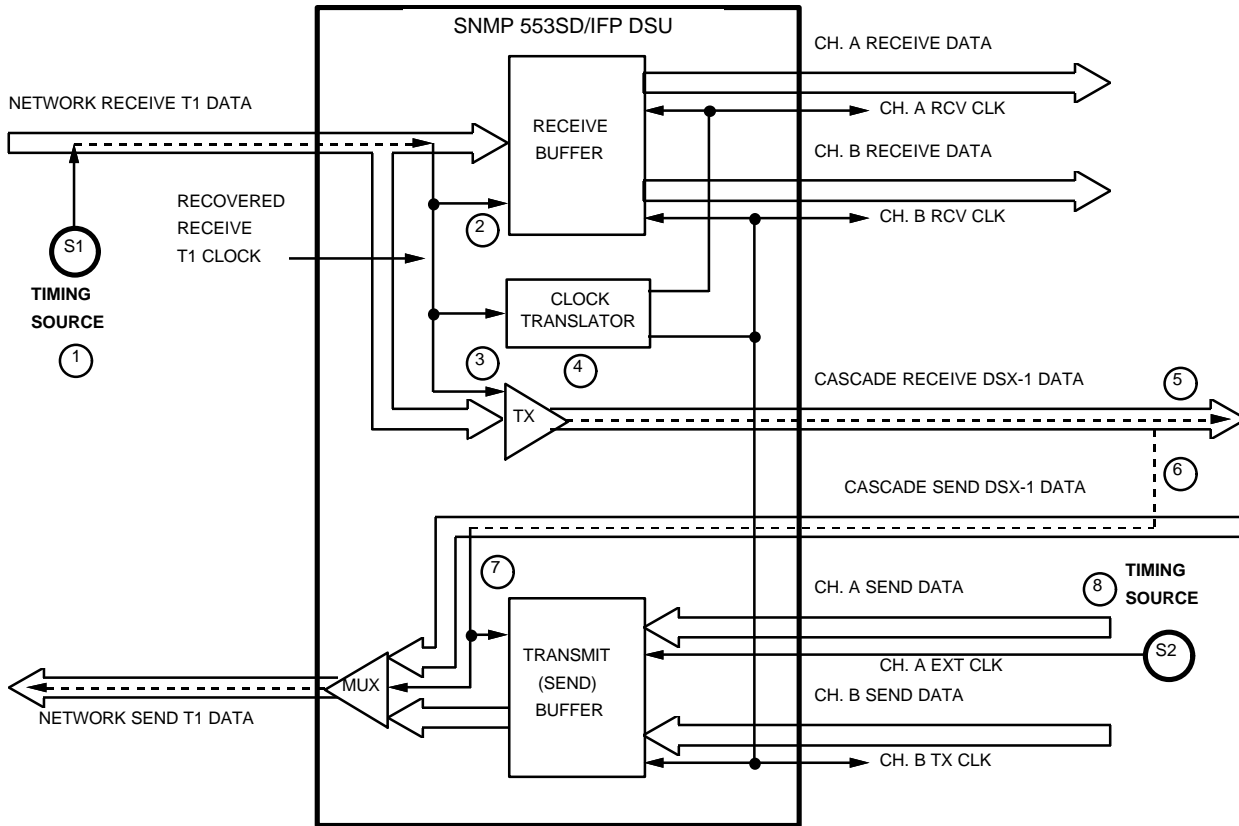 SNMP 553SD/IFP DSU
CH. A RECEIVE DATA
NETWORK RECEIVE T1 DATA
CH. A RCV CLK
RECEIVE
BUFFER
CH. B RECEIVE DATA
RECOVERED
RECEIVE
T1 CLOCK
2
CH. B RCV CLK
S1
TIMING
SOURCE
1
CLOCK
TRANSLATOR
3
4
CASCADE RECEIVE DSX-1 DATA
5
TX
6
CASCADE SEND DSX-1 DATA
7
CH. A SEND DATA
8
TIMING
SOURCE
TRANSMIT
(SEND)
BUFFER
S2
CH. A EXT CLK
MUX
CH. B SEND DATA
NETWORK SEND T1 DATA
CH. B TX CLK